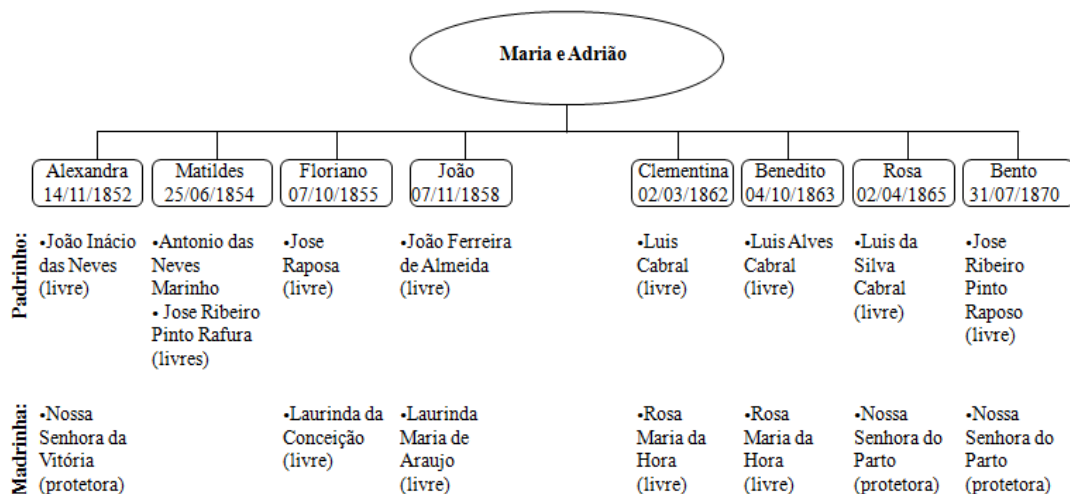 Maria e Adrião
Alexandra
14/11/1852
Matildes
25/06/1854
Floriano
07/10/1855
João
07/11/1858
Clementina
02/03/1862
Benedito
04/10/1863
Rosa
02/04/1865
Bento
31/07/1870
Padrinho:
•João Inácio
das Neves
(livre)
•Antonio das
Neves
Marinho
• Jose Ribeiro
Pinto Rafura
(livres)
•Jose
Raposa
(livre)
•João Ferreira
de Almeida
(livre)
•Luis
Cabral
(livre)
•Luis Alves
Cabral
(livre)
•Luis da
Silva
Cabral
(livre)
•Jose
Ribeiro
Pinto
Raposo
(livre)
Madrinha:
•Nossa
Senhora da
Vitória
(protetora)
•Laurinda da
Conceição
(livre)
•Laurinda
Maria de
Araujo
(livre)
•Rosa
Maria da
Hora
(livre)
•Rosa
Maria da
Hora
(livre)
•Nossa
Senhora do
Parto
(protetora)
•Nossa
Senhora do
Parto
(protetora)